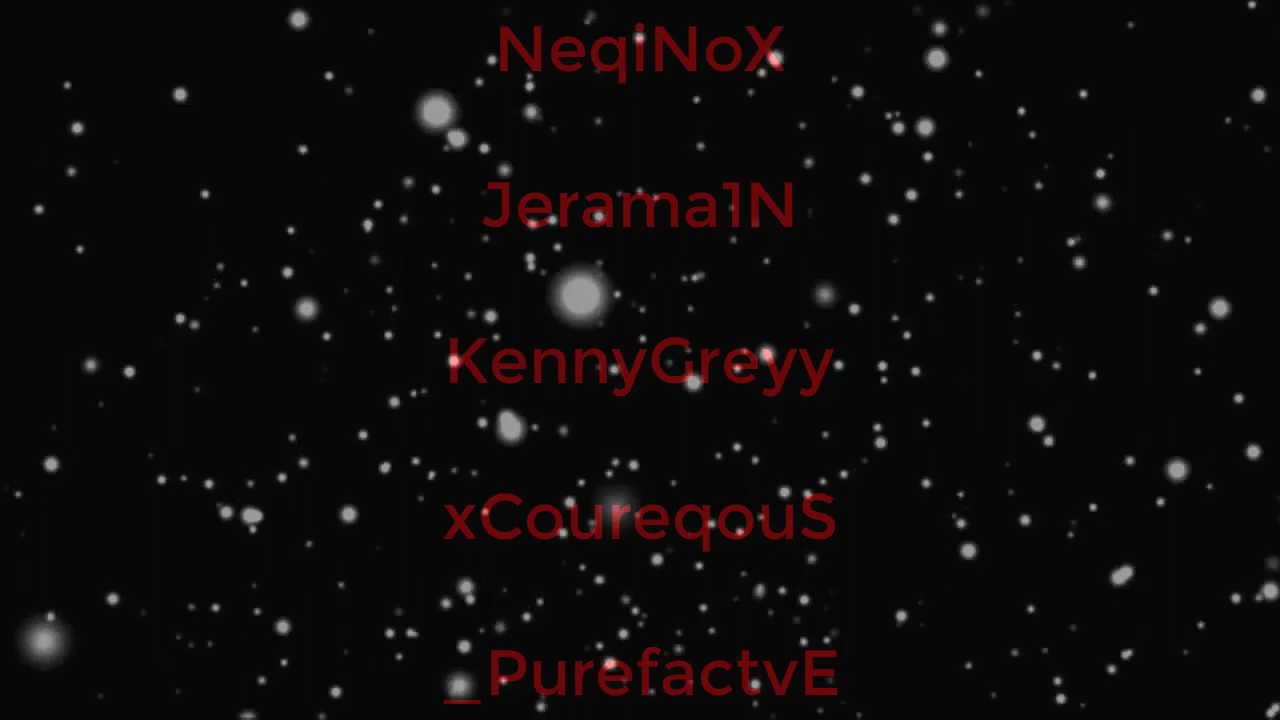 NeqiNoX
Jerama1N
KennyGreyy
xCoureqouS
_PurefactvE